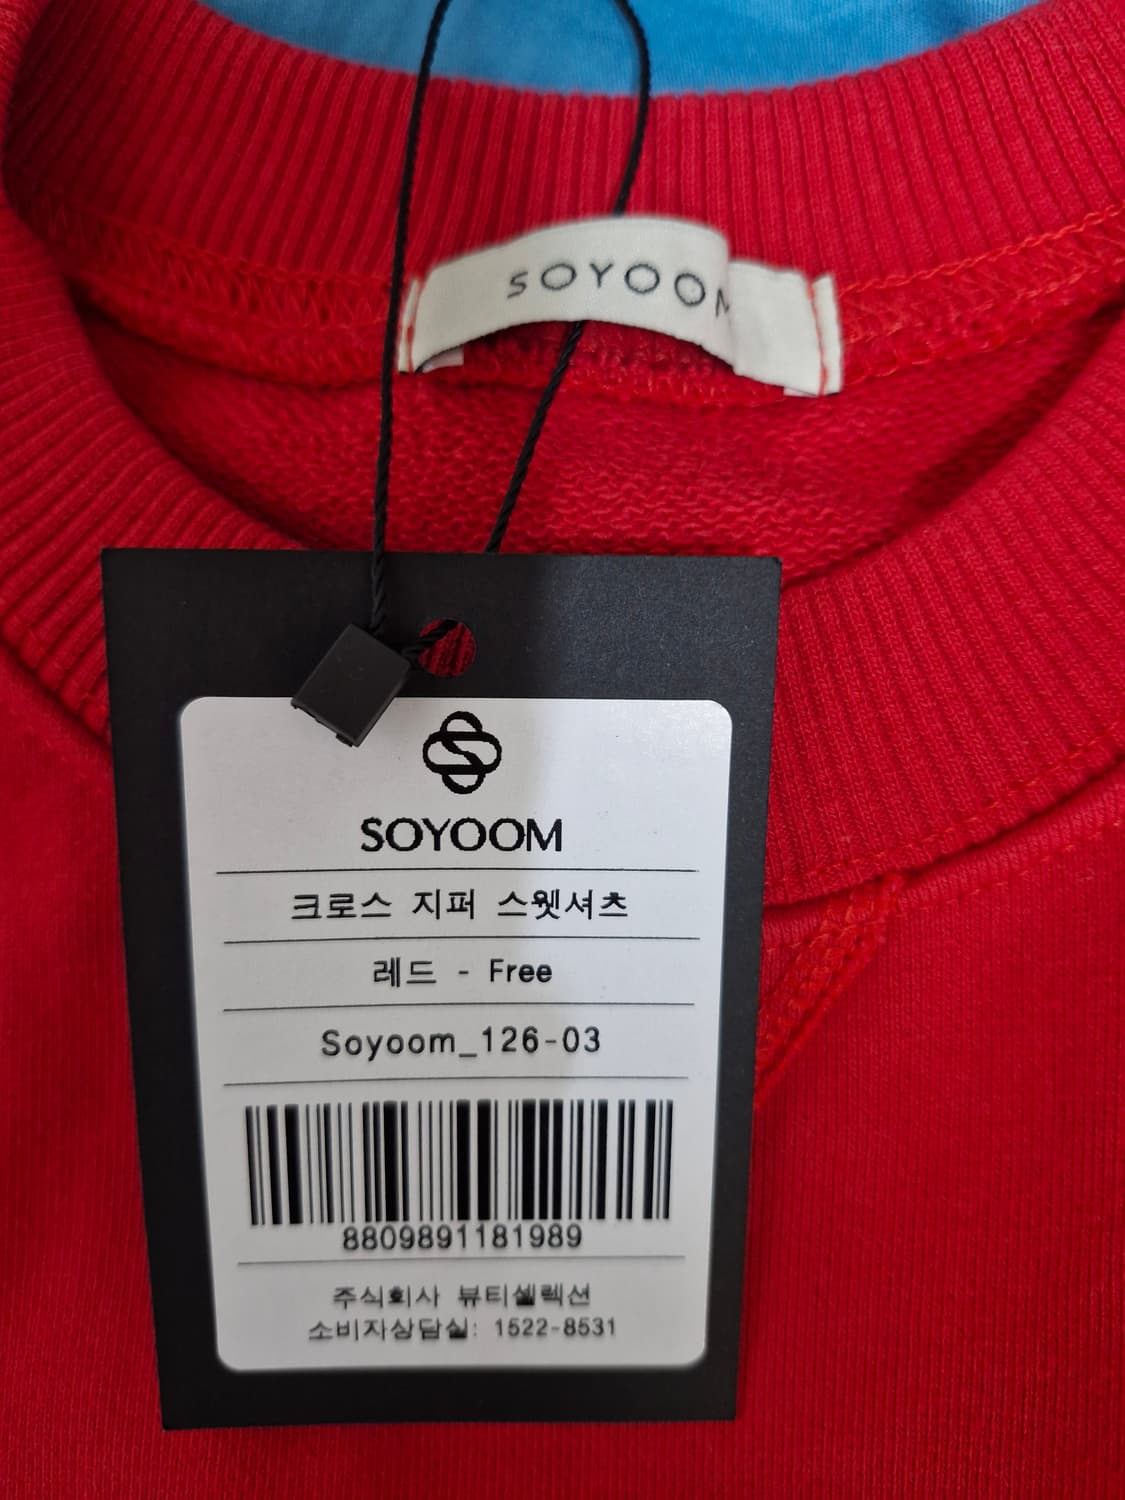 SOYOOM
SOYOOM
크로스 지퍼 스웻셔츠
레드 - Free
Soyoom_126-03
8809891181989
주식회사 뷰티셀렉션
소비자상담실: 1522-8531